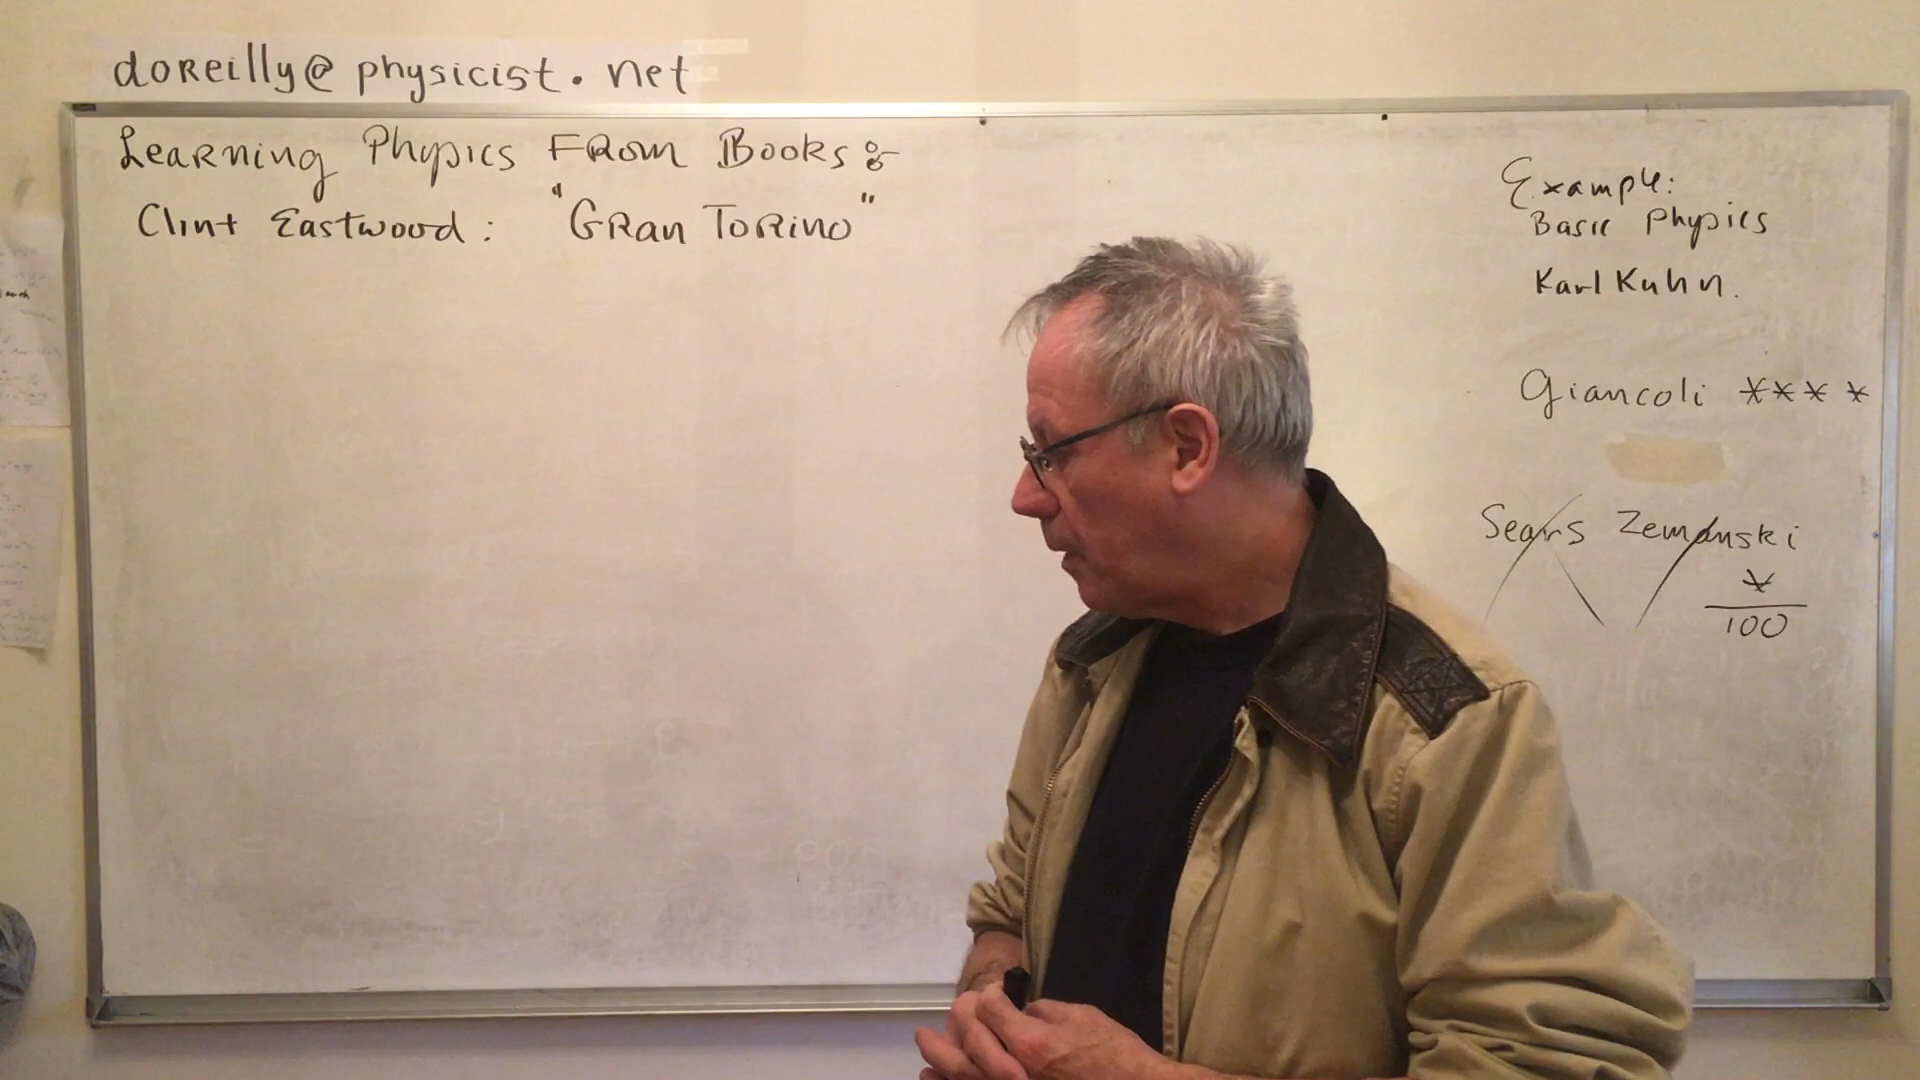 doreilly@physicist.net
Learning Physics From Books:
Clint Eastwood: "Gran Torino"
Example:
Basic Physics
Karl Kuhn.
Giancoli ****
Sears Zemanski
*
100